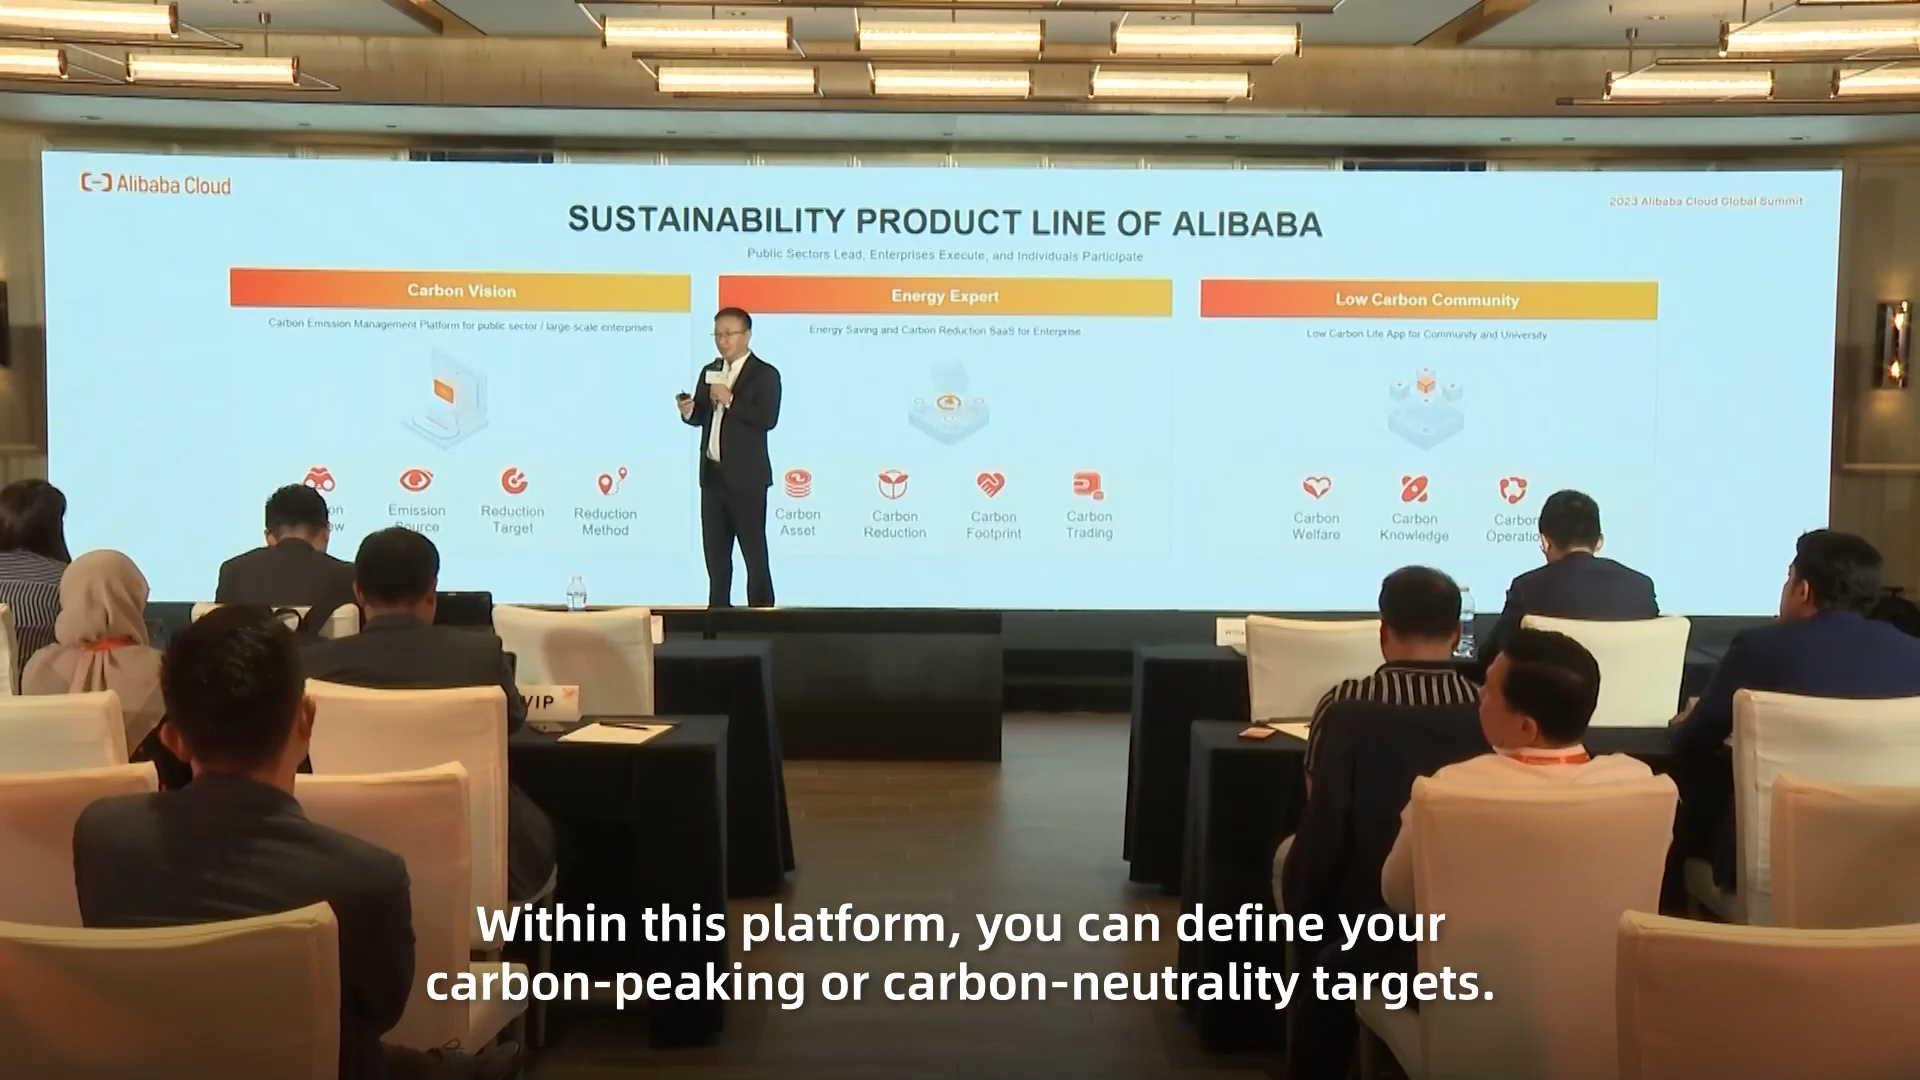 Alibaba Cloud
2023 Alibaba Cloud Global Summit
SUSTAINABILITY PRODUCT LINE OF ALIBABA
Public Sectors Lead, Enterprises Execute, and Individuals Participate
Carbon Vision
Carbon Emission Management Platform for public sector / large-scale enterprises
Emission
Source
Reduction
Target
Reduction
Method
Energy Expert
Energy Saving and Carbon Reduction SaaS for Enterprise
Carbon
Asset
Carbon
Reduction
Carbon
Footprint
Carbon
Trading
Low Carbon Community
Low Carbon Life App for Community and University
Carbon
Welfare
Carbon
Knowledge
Carbon
VIP
Within this platform, you can define your
carbon-peaking or carbon-neutrality targets.